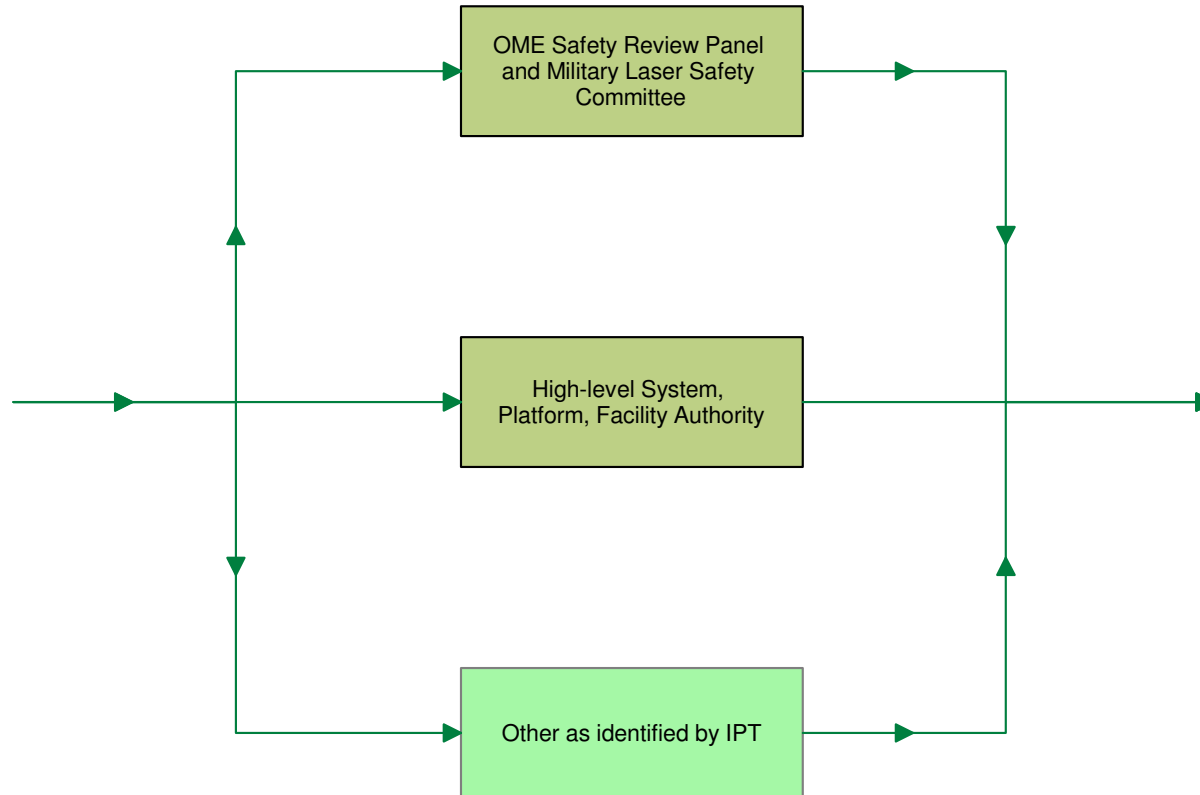 OME Safety Review Panel
and Military Laser Safety
Committee
High-level System,
Platform, Facility Authority
Other as identified by IPT